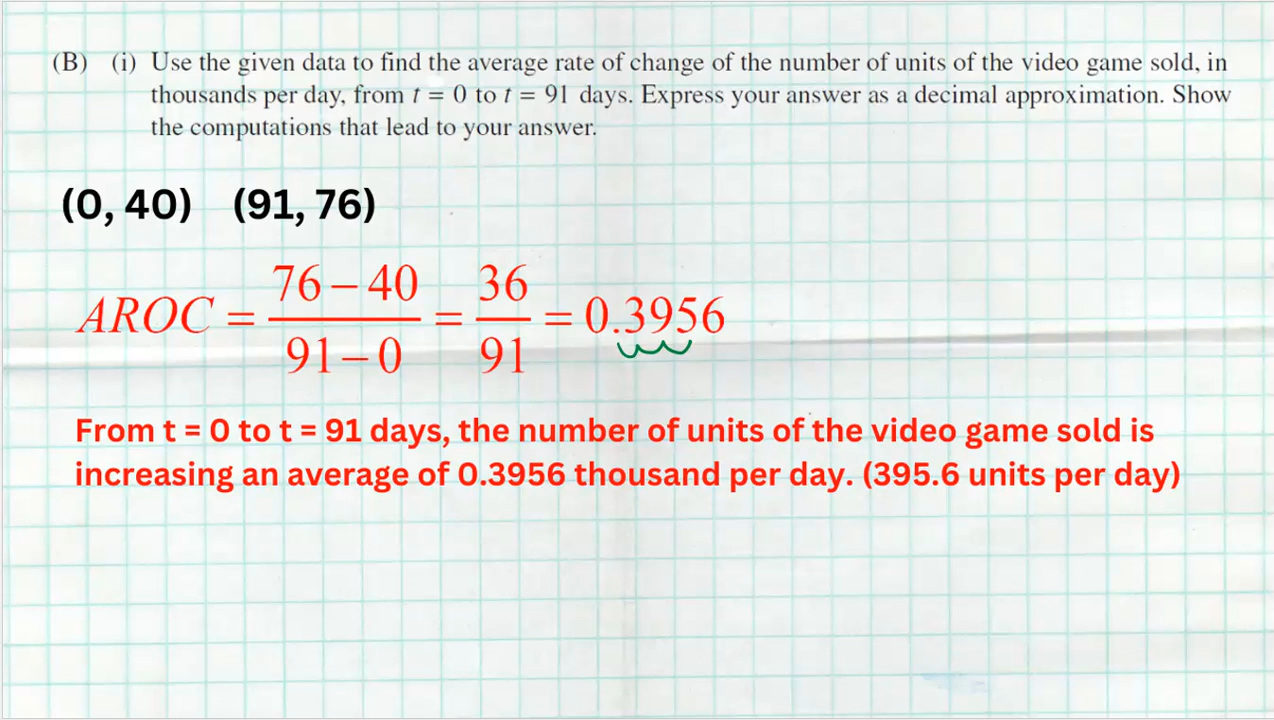 (B) (i) Use the given data to find the average rate of change of the number of units of the video game sold, in
thousands per day, from t = 0 to t = 91 days. Express your answer as a decimal approximation. Show
the computations that lead to your answer.
(0, 40) (91, 76)
AROC = \frac{76 – 40}{91 – 0} = \frac{36}{91} = 0.3956
From t = 0 to t = 91 days, the number of units of the video game sold is
increasing an average of 0.3956 thousand per day. (395.6 units per day)